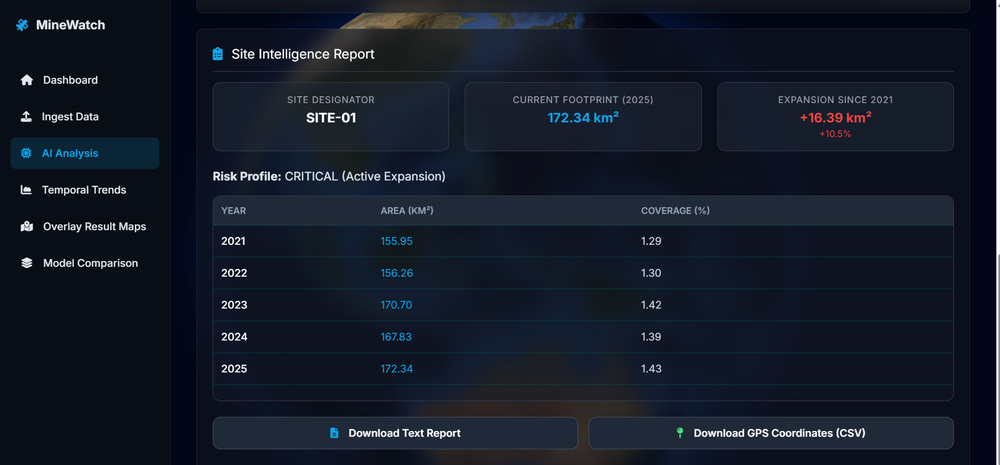 MineWatch
Dashboard
Ingest Data
AI Analysis
Temporal Trends
Overlay Result Maps
Model Comparison
Site Intelligence Report
SITE DESIGNATOR
SITE-01
CURRENT FOOTPRINT (2025)
172.34 km²
EXPANSION SINCE 2021
+16.39 km²
+10.5%
Risk Profile: CRITICAL (Active Expansion)
YEAR AREA (KM²) COVERAGE (%)
2021 155.95 1.29
2022 156.26 1.30
2023 170.70 1.42
2024 167.83 1.39
2025 172.34 1.43
Download Text Report
Download GPS Coordinates (CSV)